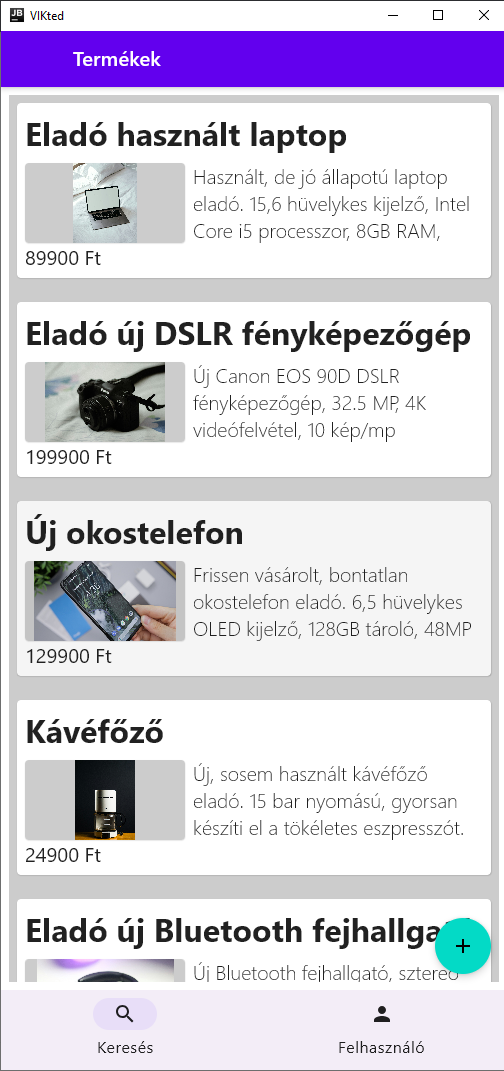 VIKted
Termékek
Eladó használt laptop
Használt, de jó állapotú laptop
eladó. 15,6 hüvelykes kijelző, Intel
Core i5 processzor, 8GB RAM,
89900 Ft
Eladó új DSLR fényképezőgép
Új Canon EOS 90D DSLR
fényképezőgép, 32.5 MP, 4K
videófelvétel, 10 kép/mp
199900 Ft
Új okostelefon
Frissen vásárolt, bontatlan
okostelefon eladó. 6,5 hüvelykes
OLED kijelző, 128GB tároló, 48MP
129900 Ft
Kávéfőző
Új, sosem használt kávéfőző
eladó. 15 bar nyomású, gyorsan
készíti el a tökéletes eszpresszót.
24900 Ft
Eladó új Bluetooth
Új Bluetooth fejhallgató, sztereó
Keresés
Felhasználó